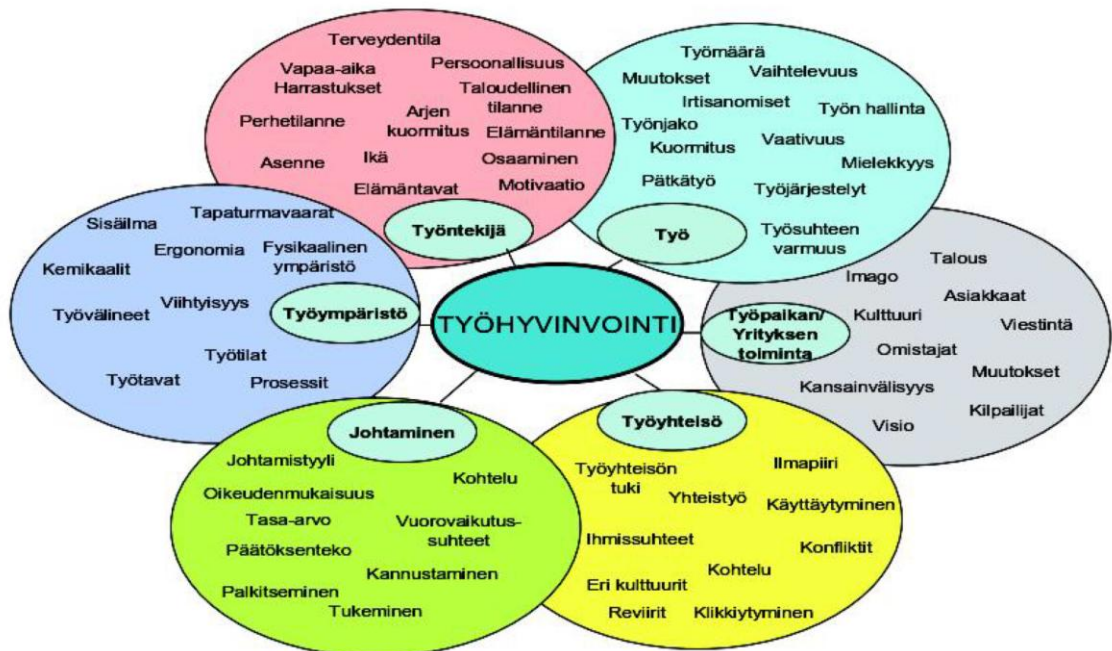 Terveydentila
Persoonallisuus
Vapaa-aika
Harrastukset
Taloudellinen
tilanne
Perhetilanne
Arjen
kuormitus
Elämäntilanne
Asenne
Ikä
Osaaminen
Elämäntavat
Motivaatio
Työntekijä
Työmäärä
Muutokset
Vaihtelevuus
Irtisanomiset
Työn hallinta
Työnjako
Kuormitus
Vaativuus
Mielekkyys
Pätkätyö
Työjärjestelyt
Työ
Työsuhteen
varmuus
Sisäilma
Tapaturmavaarat
Ergonomia
Fysikaalinen
ympäristö
Kemikaalit
Viihtyisyys
Työvälineet
Työympäristö
Työtilat
Työtavat
Prosessit
TYÖHYVINVOINTI
Imago
Talous
Asiakkaat
Kulttuuri
Viestintä
Työpaikan/
Yrityksen
toiminta
Omistajat
Muutokset
Kansainvälisyys
Kilpailijat
Visio
Johtaminen
Johtamistyyli
Kohtelu
Oikeudenmukaisuus
Tasa-arvo
Vuorovaikutus-
suhteet
Päätöksenteko
Kannustaminen
Palkitseminen
Tukeminen
Työyhteisö
Työyhteisön
tuki
Ilmapiiri
Yhteistyö
Käyttäytyminen
Ihmissuhteet
Konfliktit
Kohtelu
Eri kulttuurit
Reviirit
Klikkiytyminen